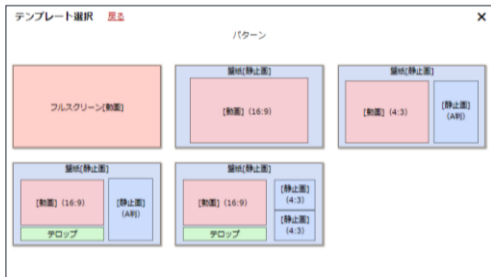 テンプレート選択 戻る ×
パターン
フルスクリーン[動画]
壁紙[静止画]
[動画] (16:9)
壁紙[静止画]
[動画] (4:3)
[静止画]
(A判)
壁紙[静止画]
[動画] (16:9)
テロップ
[静止画]
(A判)
壁紙[静止画]
[動画] (16:9)
テロップ
[静止画]
(4:3)
[静止画]
(4:3)